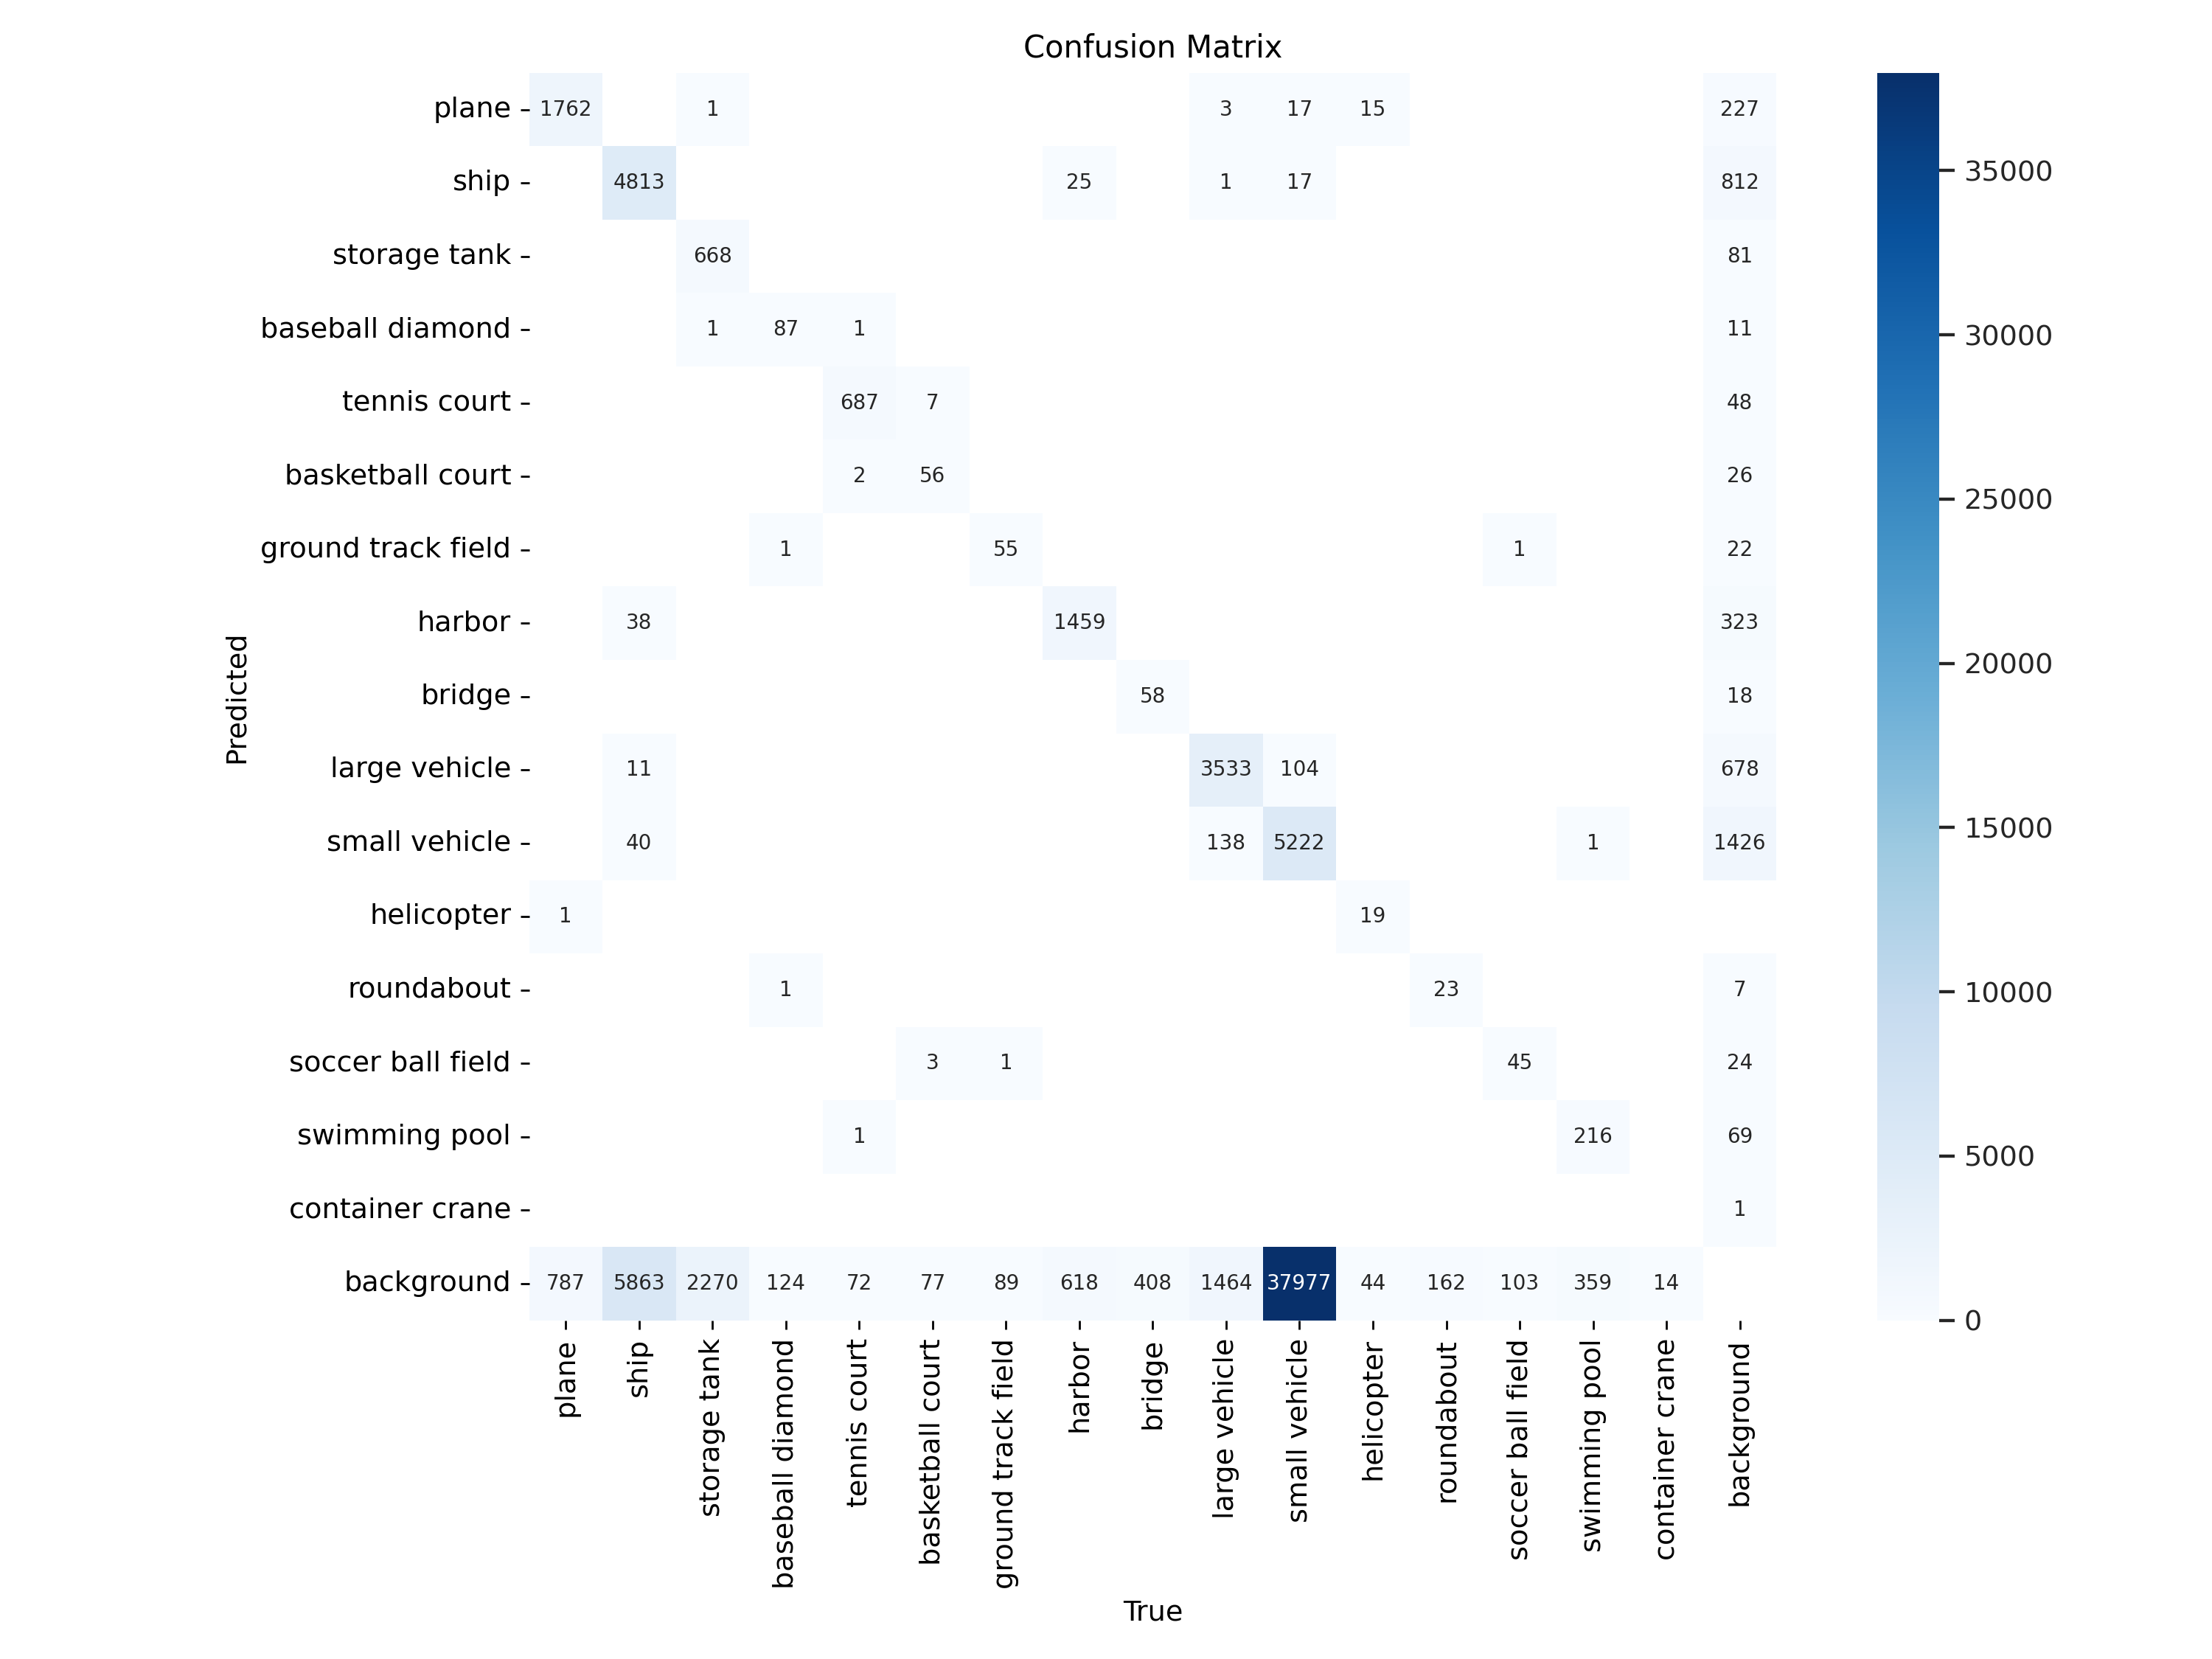 Confusion Matrix
plane 1762 1 3 17 15 227
ship 4813 25 1 17 812
storage tank 668 81
baseball diamond 1 87 1 11
tennis court 687 7 48
basketball court 2 56 26
ground track field 1 55 1 22
harbor 38 1459 323
bridge 58 18
large vehicle 11 3533 104 678
small vehicle 40 138 5222 1 1426
helicopter 1 19
roundabout 1 23 7
soccer ball field 3 1 45 24
swimming pool 1 216 69
container crane 1
background 787 5863 2270 124 72 77 89 618 408 1464 37977 44 162 103 359 14
Predicted
plane
ship
storage tank
baseball diamond
tennis court
basketball court
ground track field
harbor
bridge
large vehicle
small vehicle
helicopter
roundabout
soccer ball field
swimming pool
container crane
background
True
35000
30000
25000
20000
15000
10000
5000
0